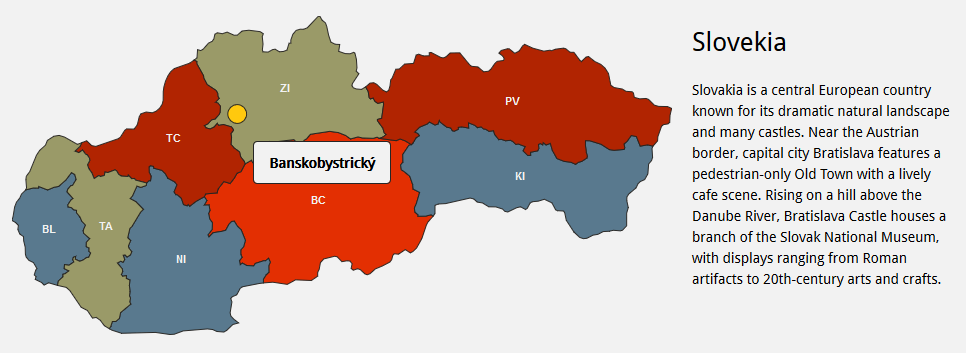 Slovekia
ZI
PV
TC
Banskobystrický
KI
BC
TA
BL
NI
Slovakia is a central European country
known for its dramatic natural landscape
and many castles. Near the Austrian
border, capital city Bratislava features a
pedestrian-only Old Town with a lively
cafe scene. Rising on a hill above the
Danube River, Bratislava Castle houses a
branch of the Slovak National Museum,
with displays ranging from Roman
artifacts to 20th-century arts and crafts.